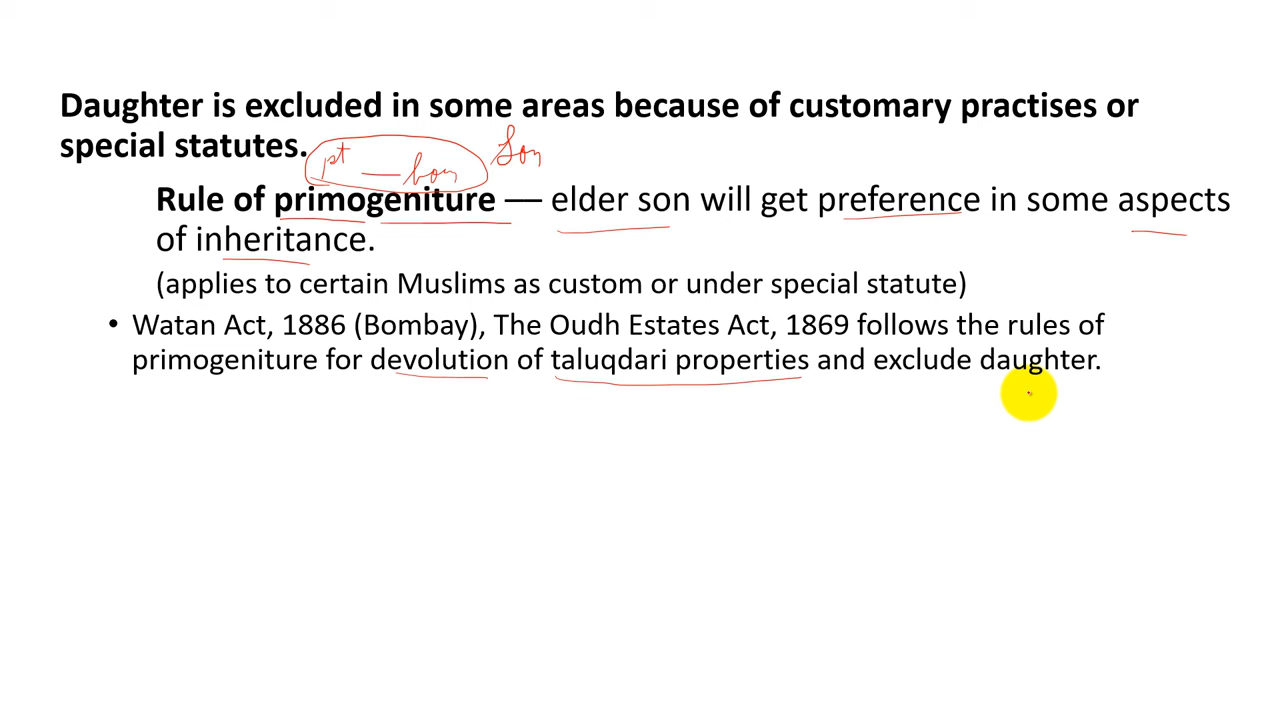 Daughter is excluded in some areas because of customary practises or
special statutes.
1st — born Son
Rule of primogeniture — elder son will get preference in some aspects
of inheritance.
(applies to certain Muslims as custom or under special statute)
• Watan Act, 1886 (Bombay), The Oudh Estates Act, 1869 follows the rules of
primogeniture for devolution of taluqdari properties and exclude daughter.